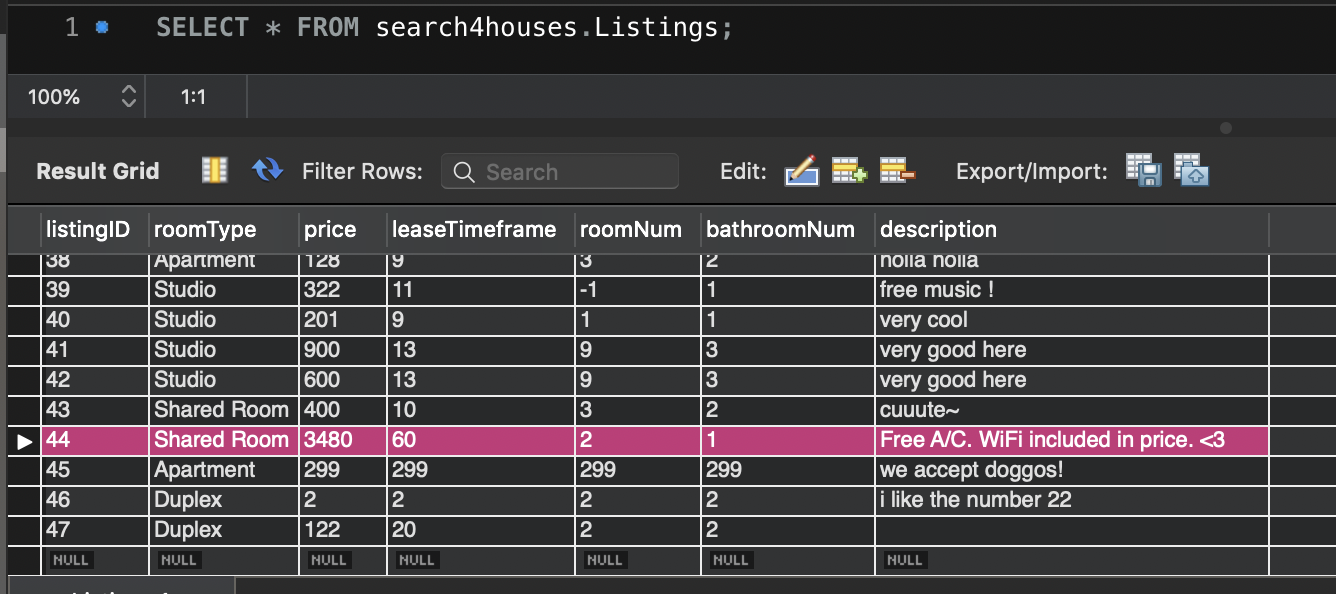 1 SELECT * FROM search4houses.Listings;
100% 1:1
Result Grid Filter Rows: Search Edit: Export/Import:
listingID roomType price leaseTimeframe roomNum bathroomNum description
38 Apartment 128 9 3 2 holla holla
39 Studio 322 11 -1 1 free music !
40 Studio 201 9 1 1 very cool
41 Studio 900 13 9 3 very good here
42 Studio 600 13 9 3 very good here
43 Shared Room 400 10 3 2 cuuute~
44 Shared Room 3480 60 2 1 Free A/C. WiFi included in price. <3
45 Apartment 299 299 299 299 we accept doggos!
46 Duplex 2 2 2 2 i like the number 22
47 Duplex 122 20 2 2
NULL NULL NULL NULL NULL NULL NULL